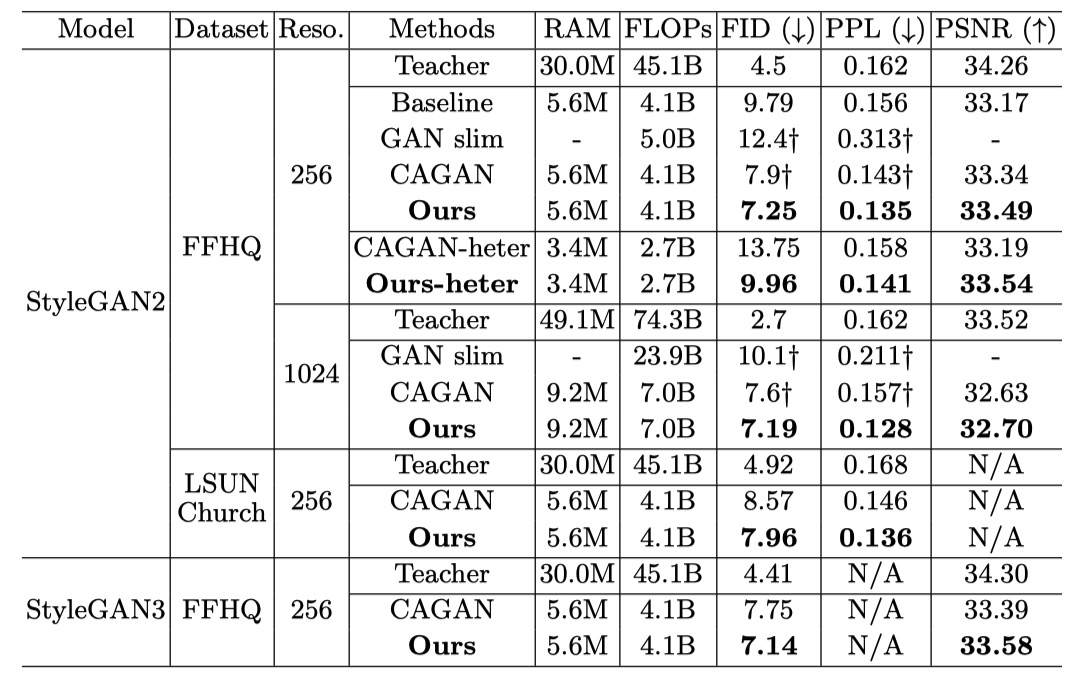 Model Dataset Reso. Methods RAM FLOPs FID (↓) PPL (↓) PSNR (↑)
StyleGAN2 FFHQ 256 Teacher 30.0M 45.1B 4.5 0.162 34.26
Baseline 5.6M 4.1B 9.79 0.156 33.17
GAN slim - 5.0B 12.4† 0.313† -
CAGAN 5.6M 4.1B 7.9† 0.143† 33.34
Ours 5.6M 4.1B 7.25 0.135 33.49
CAGAN-heter 3.4M 2.7B 13.75 0.158 33.19
Ours-heter 3.4M 2.7B 9.96 0.141 33.54
1024 Teacher 49.1M 74.3B 2.7 0.162 33.52
GAN slim - 23.9B 10.1† 0.211† -
CAGAN 9.2M 7.0B 7.6† 0.157† 32.63
Ours 9.2M 7.0B 7.19 0.128 32.70
LSUN Church 256 Teacher 30.0M 45.1B 4.92 0.168 N/A
CAGAN 5.6M 4.1B 8.57 0.146 N/A
Ours 5.6M 4.1B 7.96 0.136 N/A
StyleGAN3 FFHQ 256 Teacher 30.0M 45.1B 4.41 N/A 34.30
CAGAN 5.6M 4.1B 7.75 N/A 33.39
Ours 5.6M 4.1B 7.14 N/A 33.58